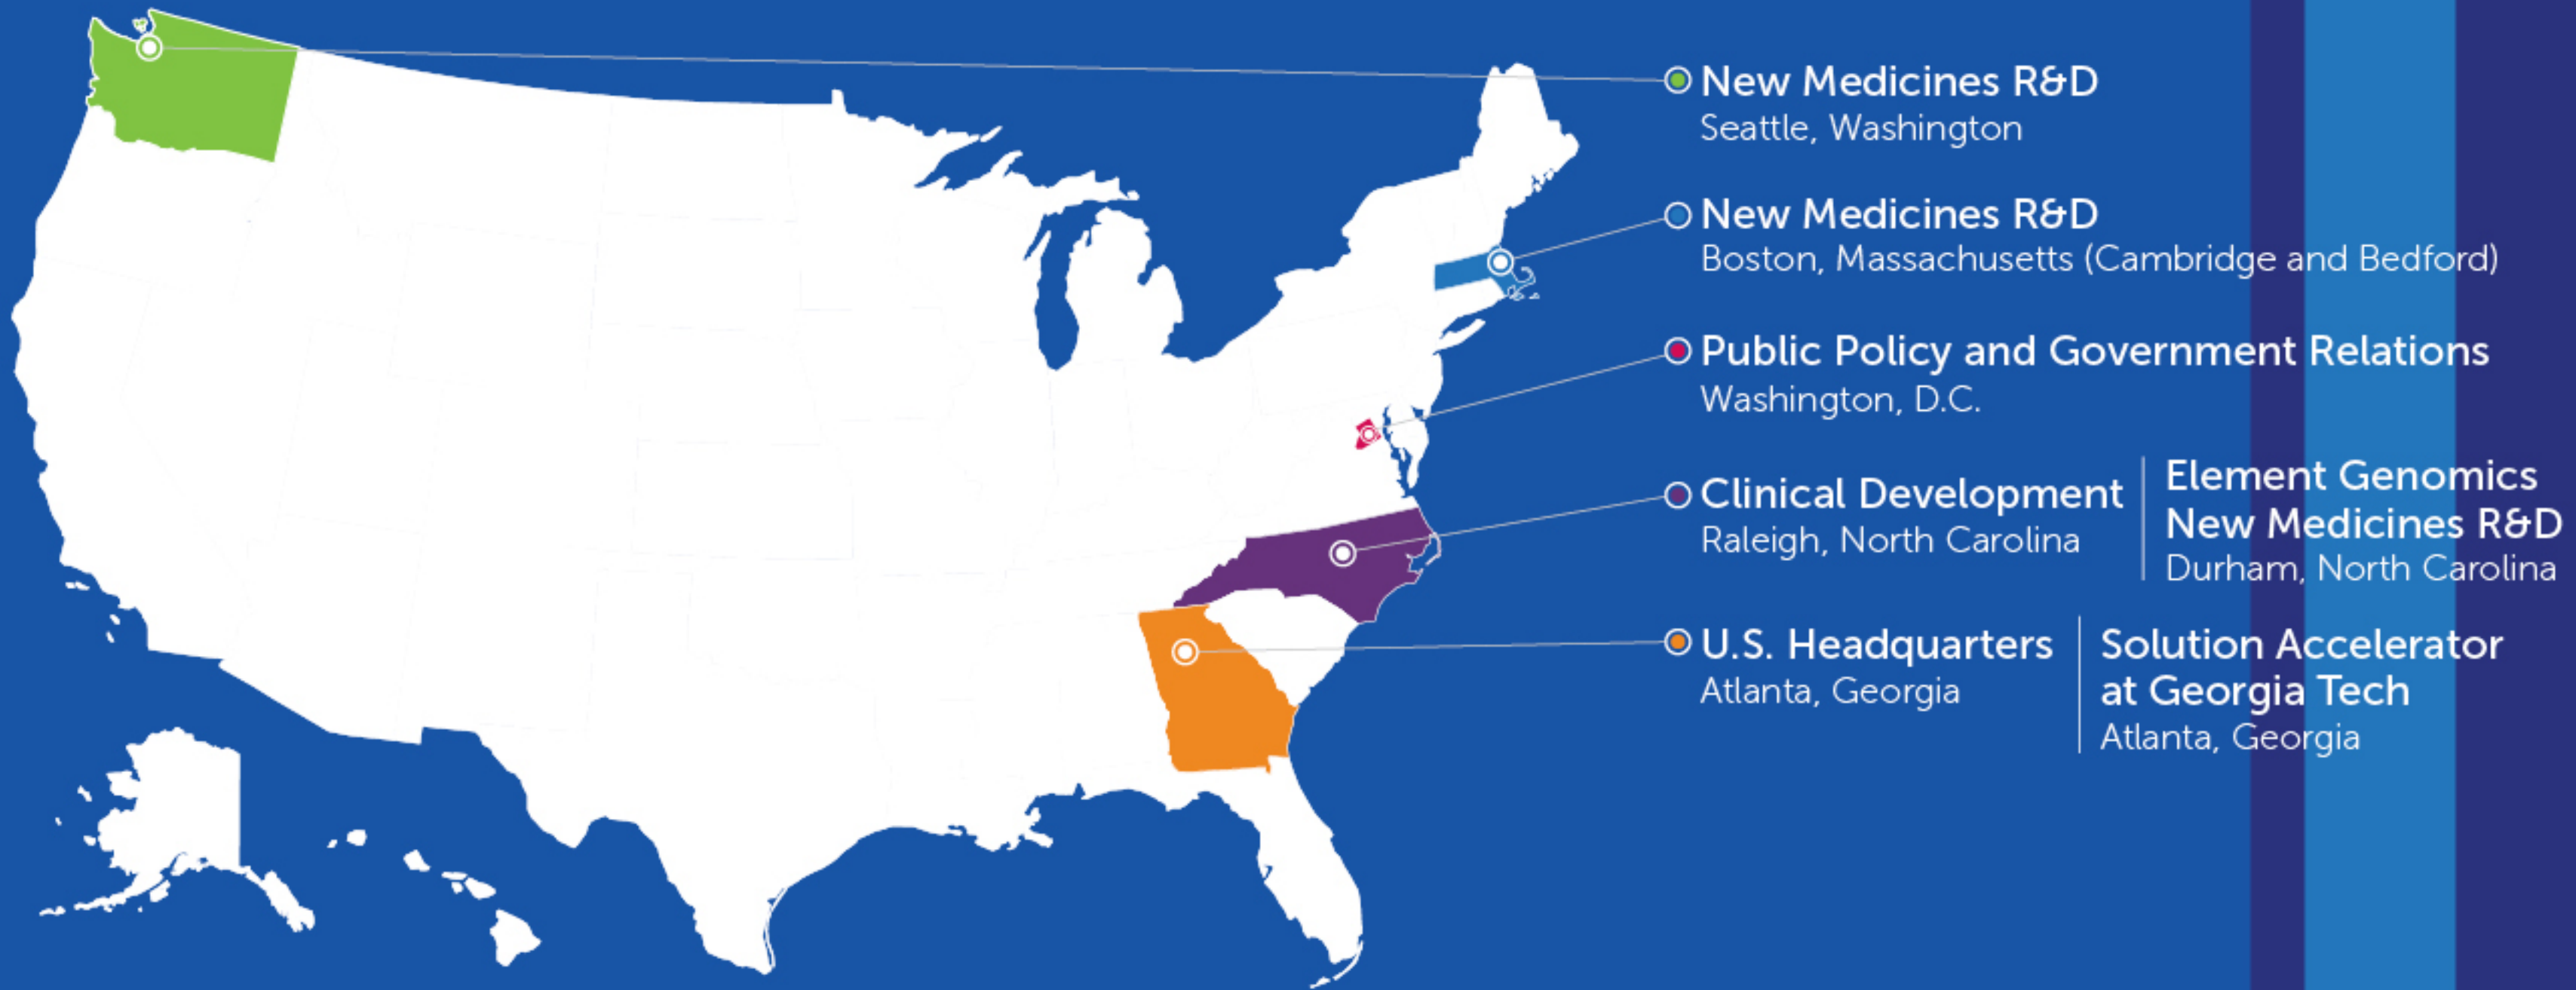 New Medicines R&D
Seattle, Washington
New Medicines R&D
Boston, Massachusetts (Cambridge and Bedford)
Public Policy and Government Relations
Washington, D.C.
Clinical Development
Raleigh, North Carolina
Element Genomics
New Medicines R&D
Durham, North Carolina
U.S. Headquarters
Atlanta, Georgia
Solution Accelerator
at Georgia Tech
Atlanta, Georgia